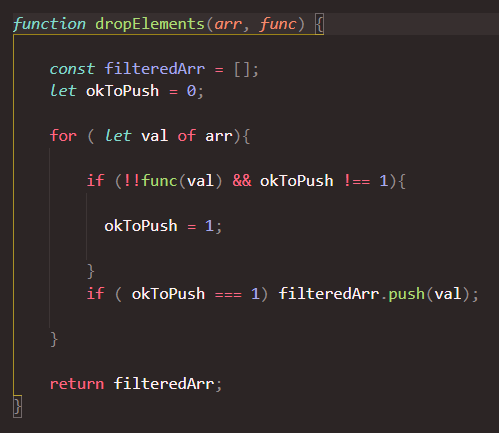 function dropElements(arr, func) {
const filteredArr = [];
let okToPush = 0;
for ( let val of arr){
if (!!func(val) && okToPush !== 1){
okToPush = 1;
}
if ( okToPush === 1) filteredArr.push(val);
}
return filteredArr;
}